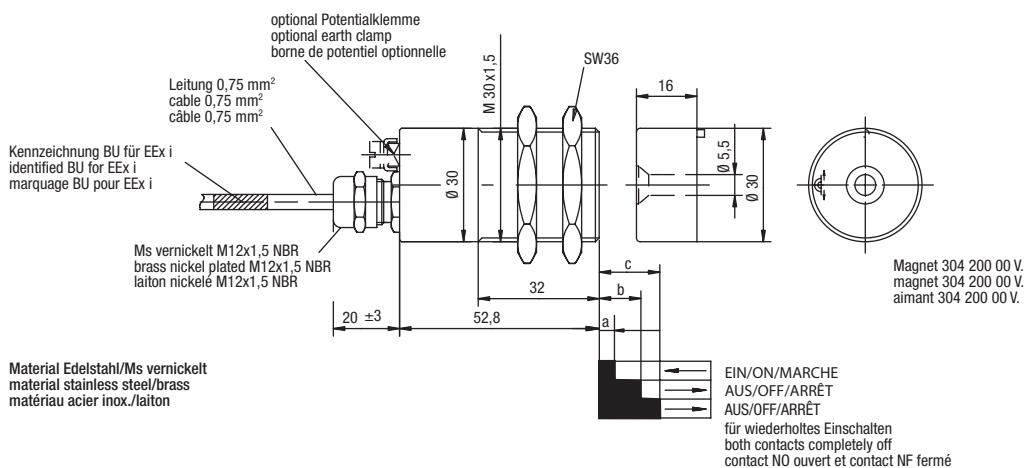 optional Potentialklemme
optional earth clamp
borne de potentiel optionnelle
Leitung 0,75 mm²
cable 0,75 mm²
câble 0,75 mm²
Kennzeichnung BU für EEx i
identified BU for EEx i
marquage BU pour EEx i
M 30x1,5
SW36
16
Ø 30
Ø 5,5
Ø 30
Ms vernickelt M12x1,5 NBR
brass nickel plated M12x1,5 NBR
laiton nickelé M12x1,5 NBR
Magnet 304 200 00 V.
magnet 304 200 00 V.
aimant 304 200 00 V.
c
32
b
20 ±3
52,8
a
Material Edelstahl/Ms vernickelt
material stainless steel/brass
matériau acier inox./laiton
EIN/ON/MARCHE
AUS/OFF/ARRÊT
AUS/OFF/ARRÊT
für wiederholtes Einschalten
both contacts completely off
contact NO ouvert et contact NF fermé